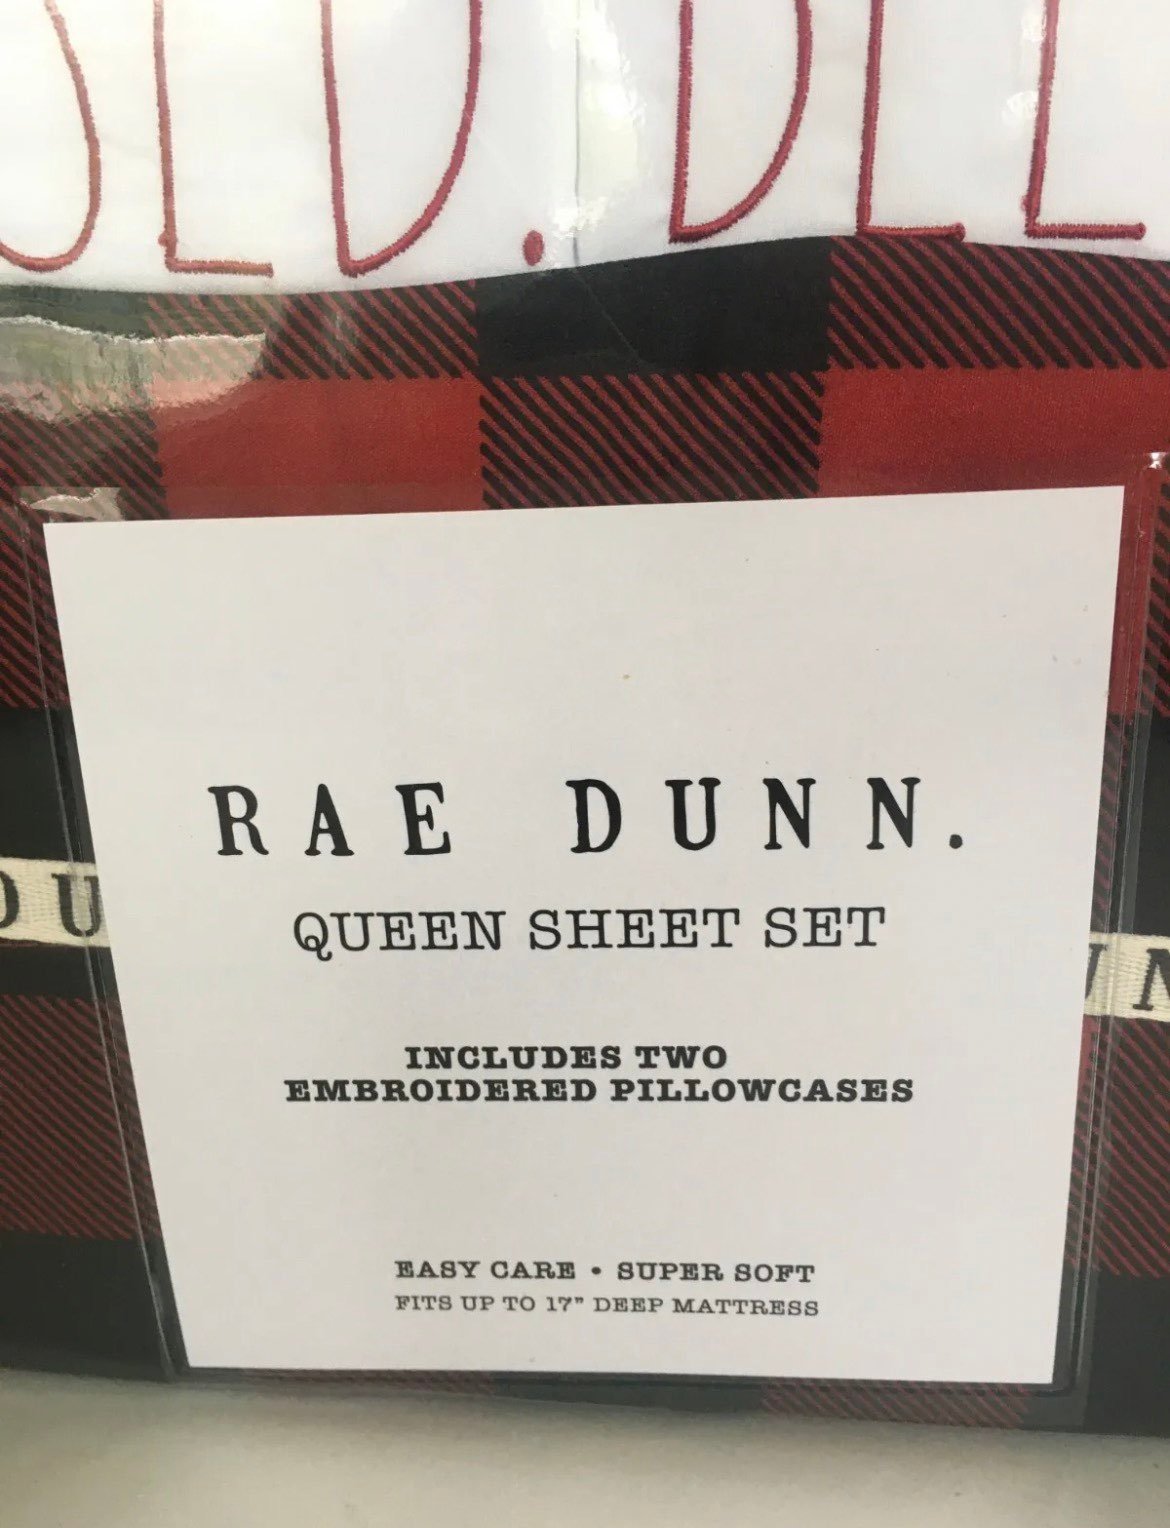 RAE DUNN.
QUEEN SHEET SET
INCLUDES TWO
EMBROIDERED PILLOWCASES
EASY CARE • SUPER SOFT
FITS UP TO 17" DEEP MATTRESS